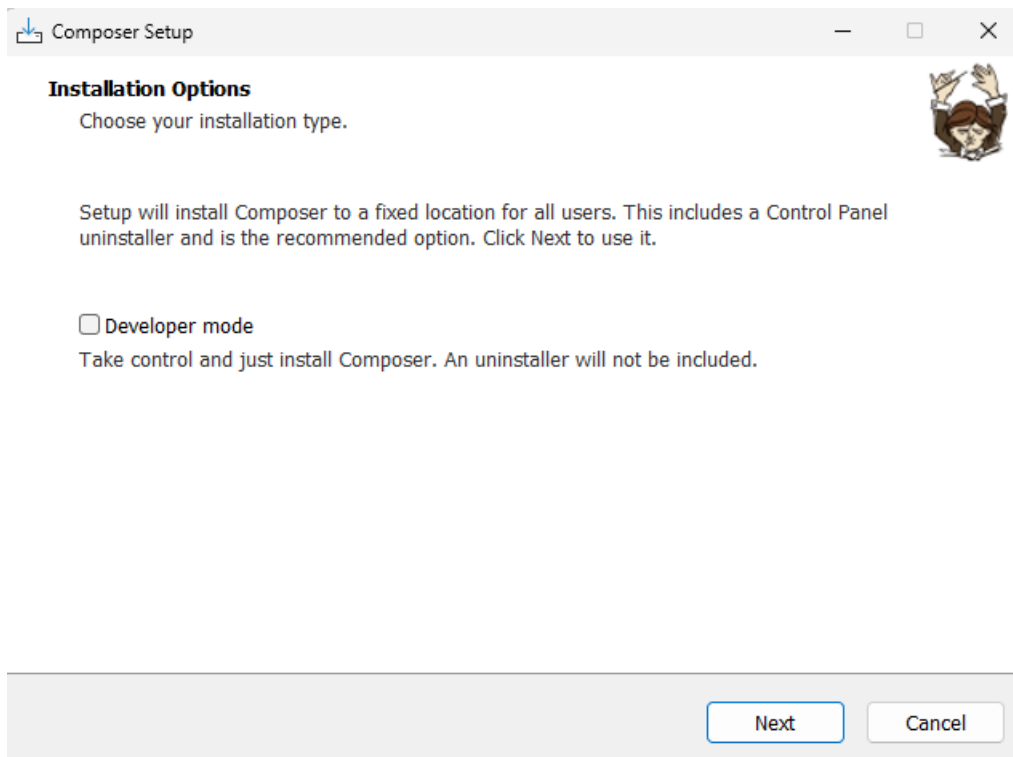 Composer Setup
Installation Options
Choose your installation type.
Setup will install Composer to a fixed location for all users. This includes a Control Panel
uninstaller and is the recommended option. Click Next to use it.
Developer mode
Take control and just install Composer. An uninstaller will not be included.
Next
Cancel